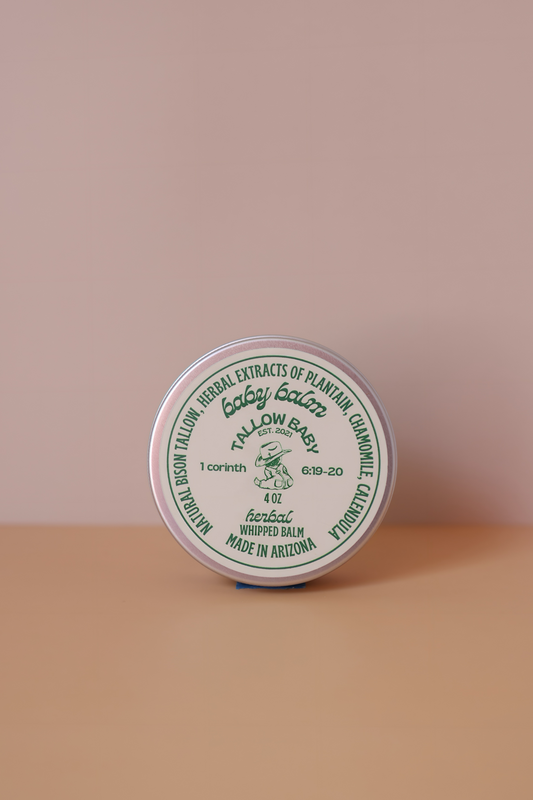 NATURAL BISON TALLOW, HERBAL EXTRACTS OF PLANTAIN, CHAMOMILE, CALENDULA
baby balm
TALLOW BABY
EST. 2021
1 corinth 6:19-20
4 OZ
herbal
WHIPPED BALM
MADE IN ARIZONA